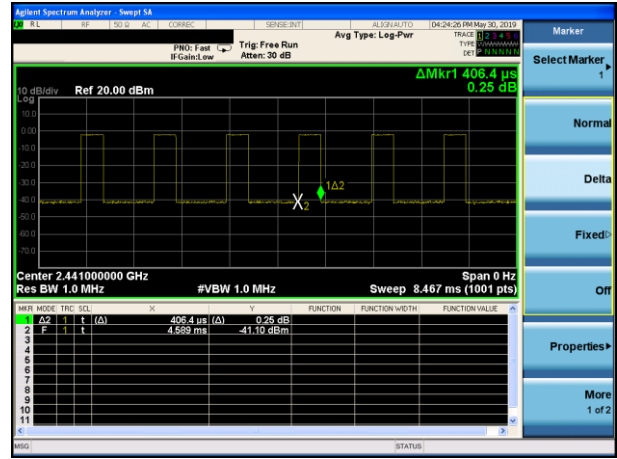 Agilent Spectrum Analyzer - Swept SA
RL RF 50 Ω AC CORREC SENSE:INT ALIGNAUTO 04:24:26 PM May 30, 2019
Marker
PNO: Fast Trig: Free Run Avg Type: Log-Pwr TRACE 1 2 3 4 5 6
TYPE
IFGain:Low Atten: 30 dB DET P N N N N N
Select Marker
1
ΔMkr1 406.4 µs
0.25 dB
10 dB/div Ref 20.00 dBm
Log
10.0
0.00
-10.0
-20.0
-30.0
-40.0
-50.0
-60.0
-70.0
1Δ2
X2
Normal
Delta
Fixed
Off
Properties
More
1 of 2
Center 2.441000000 GHz Span 0 Hz
Res BW 1.0 MHz #VBW 1.0 MHz Sweep 8.467 ms (1001 pts)
MKR MODE TRC SCL X Y FUNCTION FUNCTION WIDTH FUNCTION VALUE
1 Δ2 1 t (Δ) 406.4 µs (Δ) 0.25 dB
2 F 1 t 4.589 ms -41.10 dBm
3
4
5
6
7
8
9
10
11
MSG STATUS